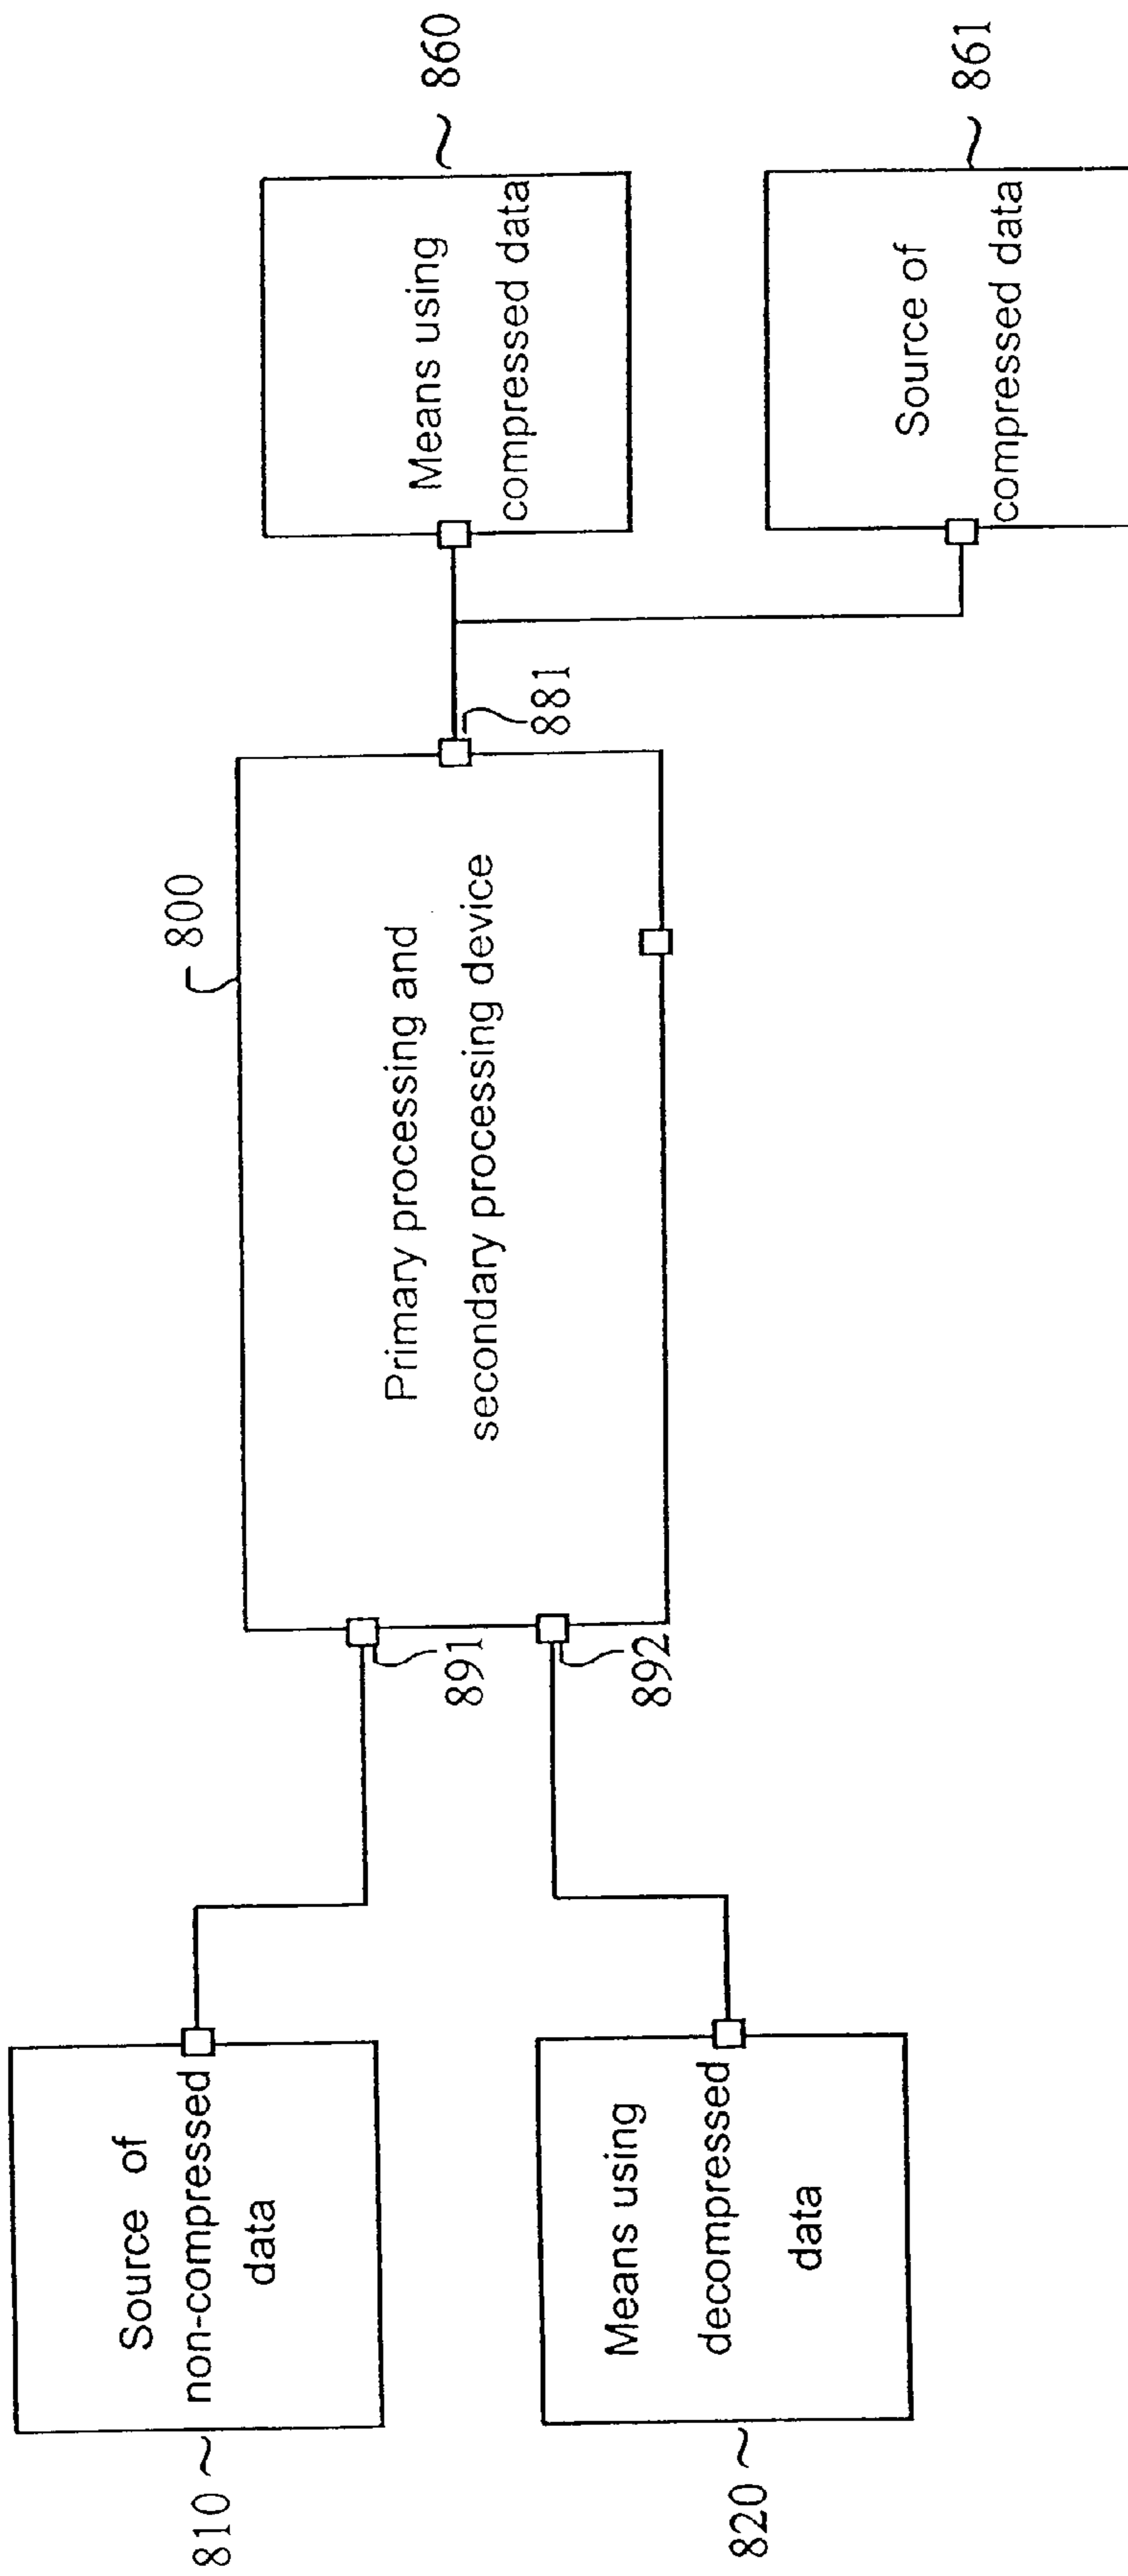 810
Source of
non-compressed
data
820
Means using
decompressed
data
891
892
800
Primary processing and
secondary processing device
881
860
Means using
compressed data
861
Source of
compressed data